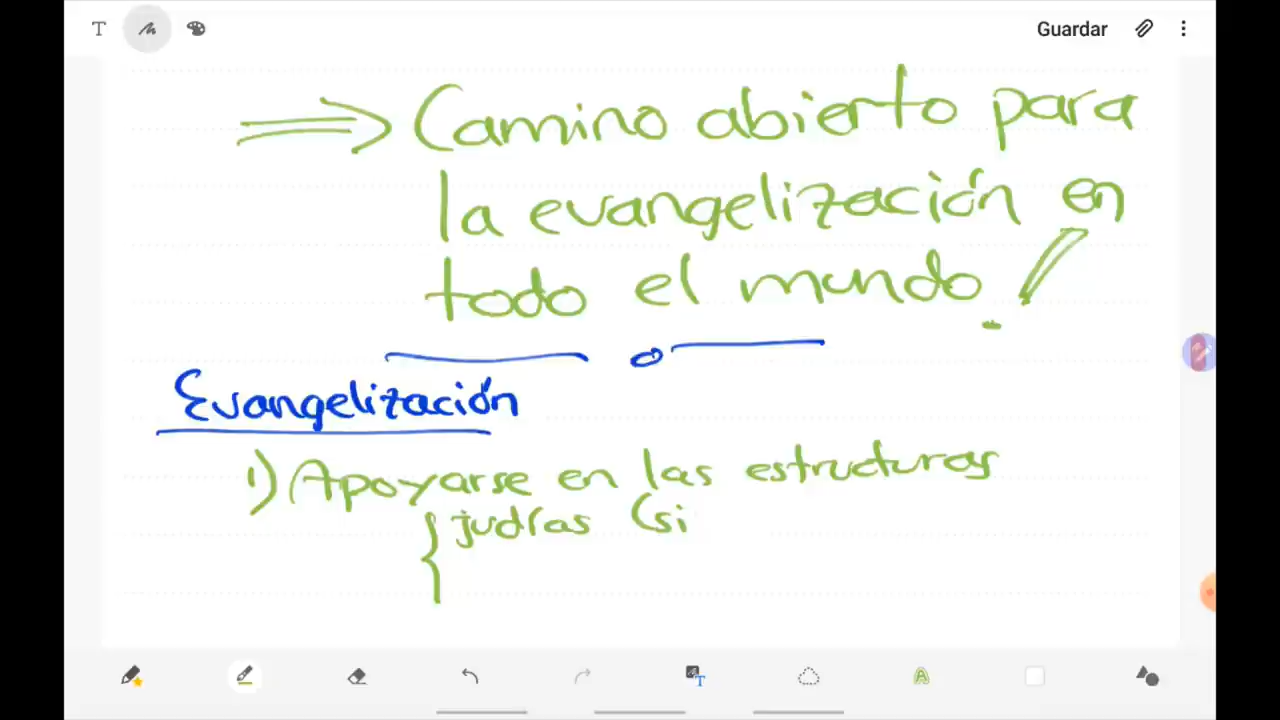 T
Guardar
⇒ Camino abierto para
la evangelización en
todo el mundo.
Evangelización
1) Apoyarse en las estructuras
judías (si